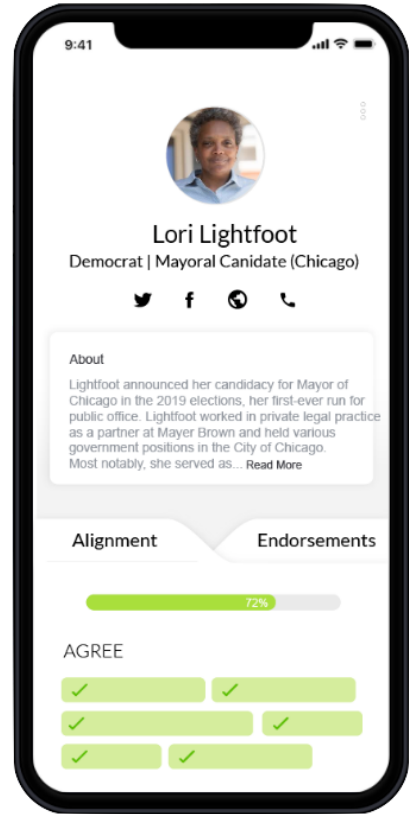 9:41
Lori Lightfoot
Democrat | Mayoral Canidate (Chicago)
About
Lightfoot announced her candidacy for Mayor of
Chicago in the 2019 elections, her first-ever run for
public office. Lightfoot worked in private legal practice
as a partner at Mayer Brown and held various
government positions in the City of Chicago.
Most notably, she served as... Read More
Alignment Endorsements
72%
AGREE